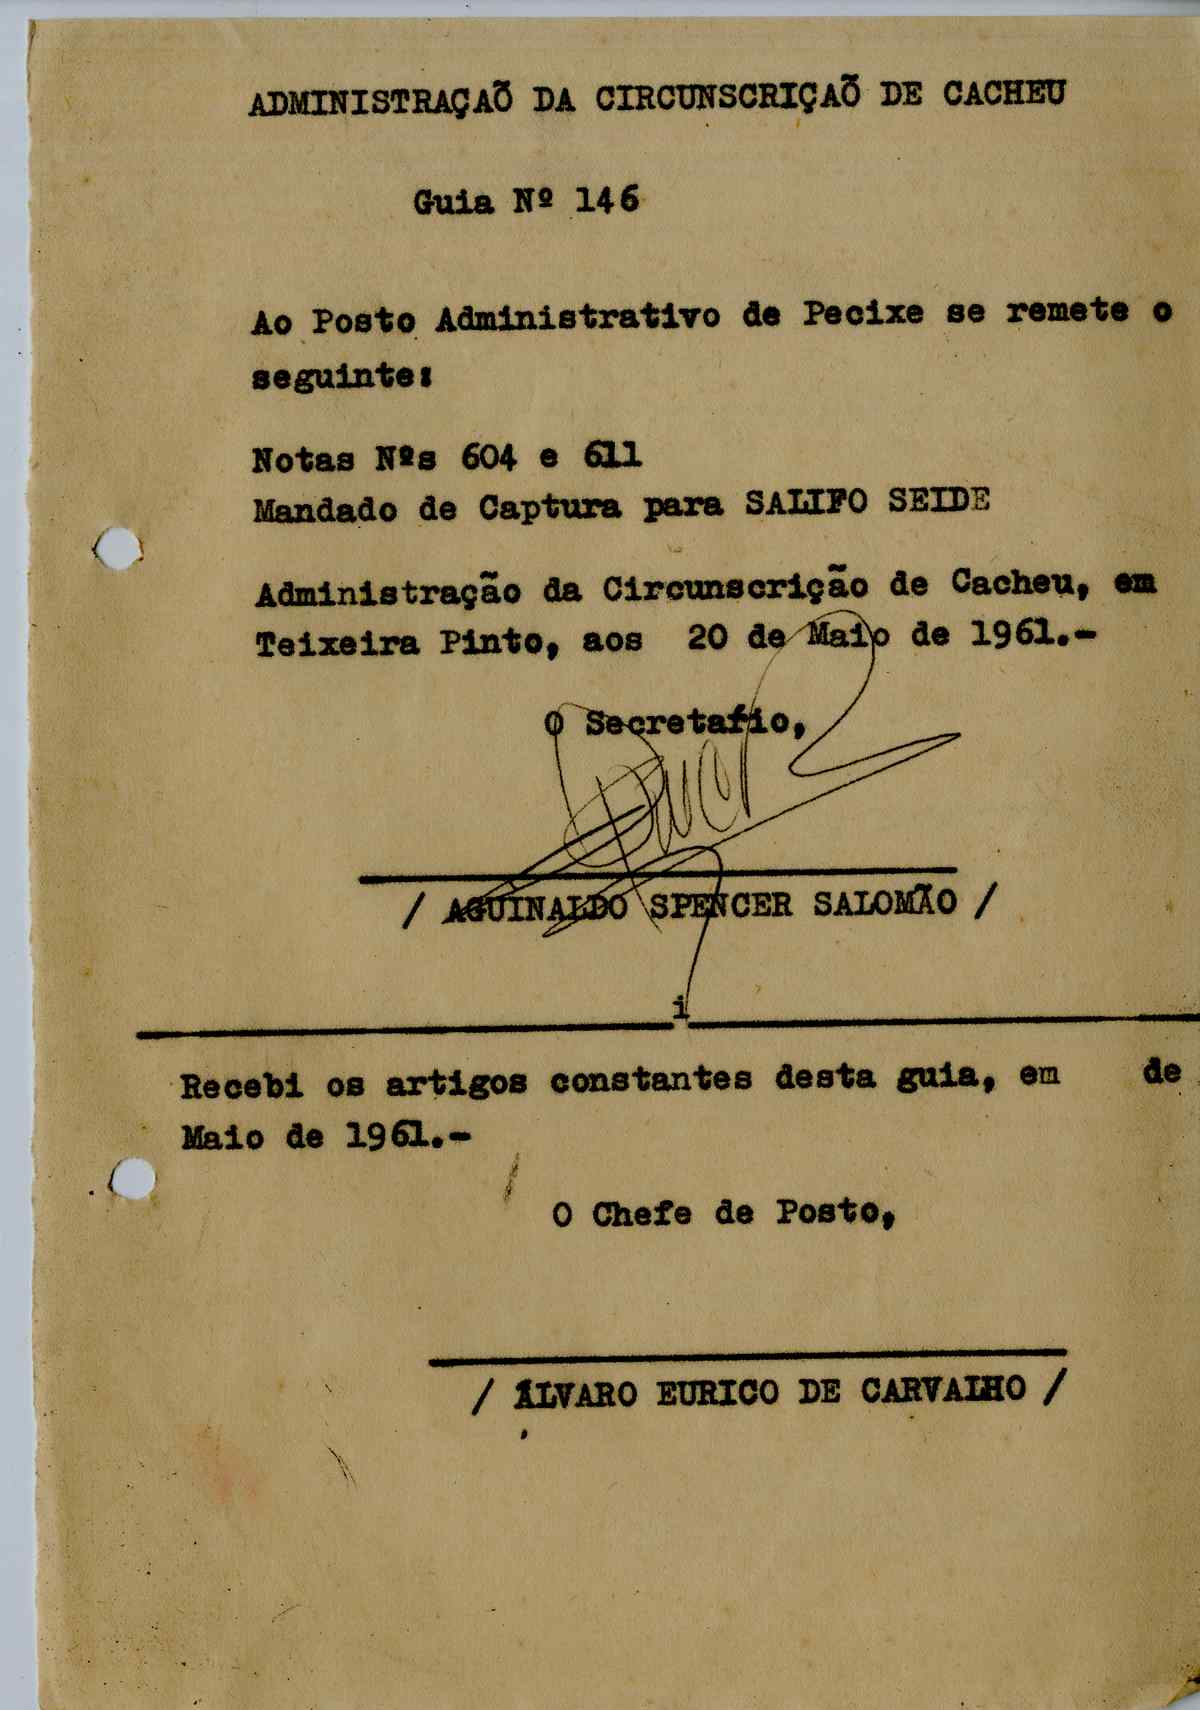 ADMINISTRAÇAÕ DA CIRCUNSCRIÇAÕ DE CACHEU
Guia Nº 146
Ao Posto Administrativo de Pecixe se remete o
seguinte:
Notas Nºs 604 e 611
Mandado de Captura para SALIFO SEIDE
Administração da Circunscrição de Cacheu, em
Teixeira Pinto, aos 20 de Maio de 1961.-
O Secretario,
/ AGUINALDO SPENCER SALOMÃO /
i
Recebi os artigos constantes desta guia, em de
Maio de 1961.-
O Chefe de Posto,
/ ÁLVARO EURICO DE CARVALHO /